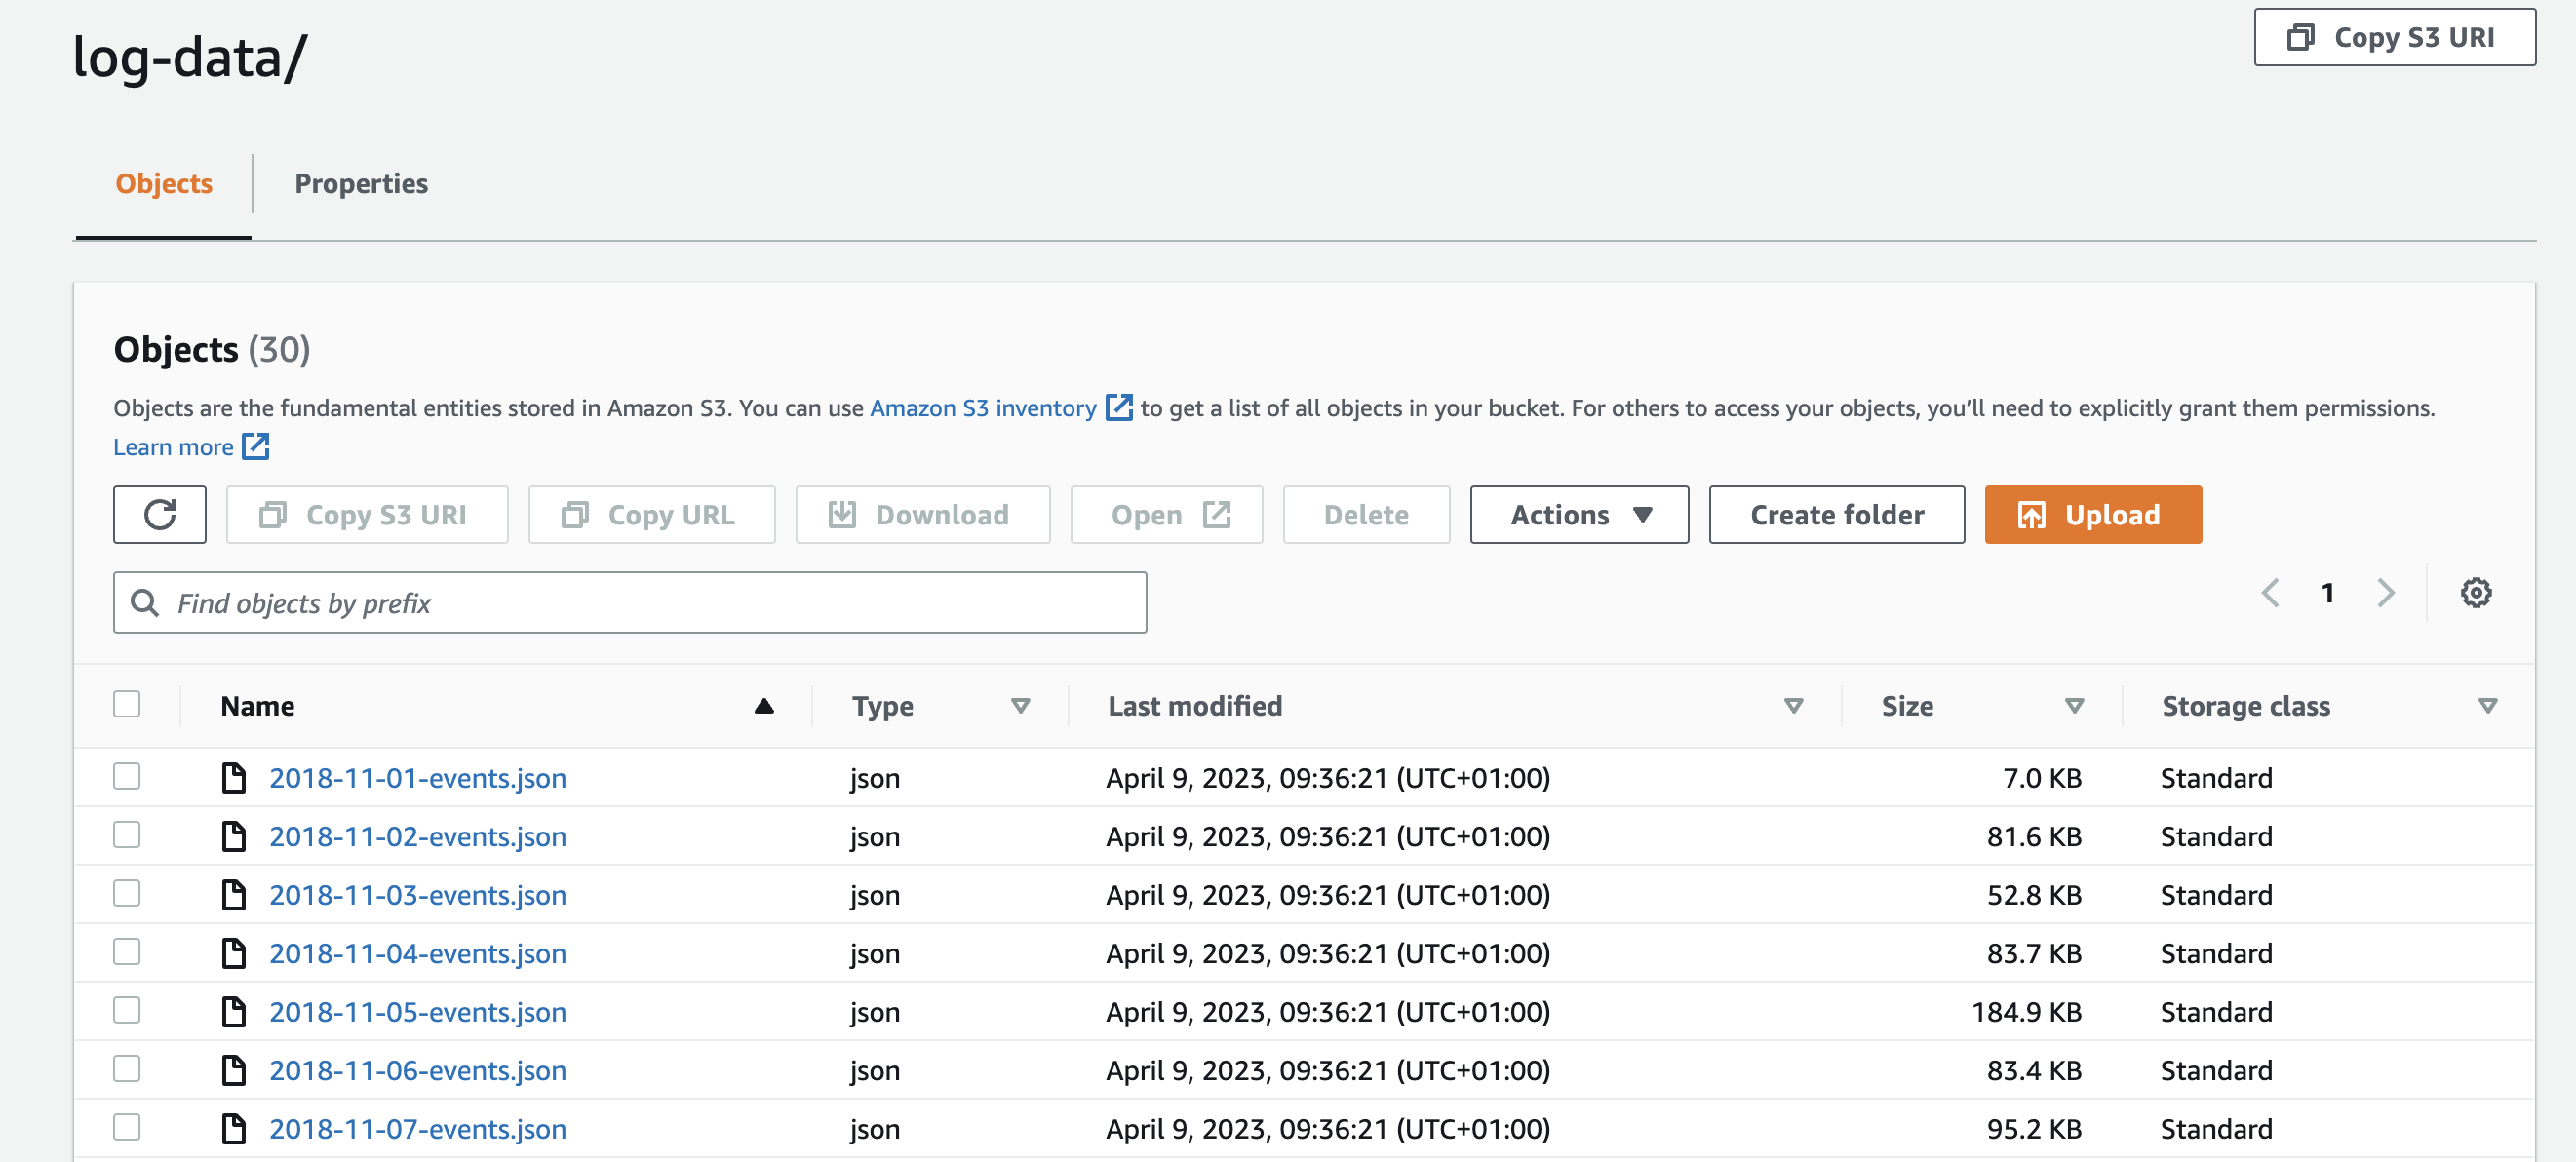 log-data/
Copy S3 URI
Objects
Properties
Objects (30)
Objects are the fundamental entities stored in Amazon S3. You can use Amazon S3 inventory to get a list of all objects in your bucket. For others to access your objects, you’ll need to explicitly grant them permissions.
Learn more
Copy S3 URI Copy URL Download Open Delete Actions Create folder Upload
Find objects by prefix
1
Name Type Last modified Size Storage class
2018-11-01-events.json json April 9, 2023, 09:36:21 (UTC+01:00) 7.0 KB Standard
2018-11-02-events.json json April 9, 2023, 09:36:21 (UTC+01:00) 81.6 KB Standard
2018-11-03-events.json json April 9, 2023, 09:36:21 (UTC+01:00) 52.8 KB Standard
2018-11-04-events.json json April 9, 2023, 09:36:21 (UTC+01:00) 83.7 KB Standard
2018-11-05-events.json json April 9, 2023, 09:36:21 (UTC+01:00) 184.9 KB Standard
2018-11-06-events.json json April 9, 2023, 09:36:21 (UTC+01:00) 83.4 KB Standard
2018-11-07-events.json json April 9, 2023, 09:36:21 (UTC+01:00) 95.2 KB Standard